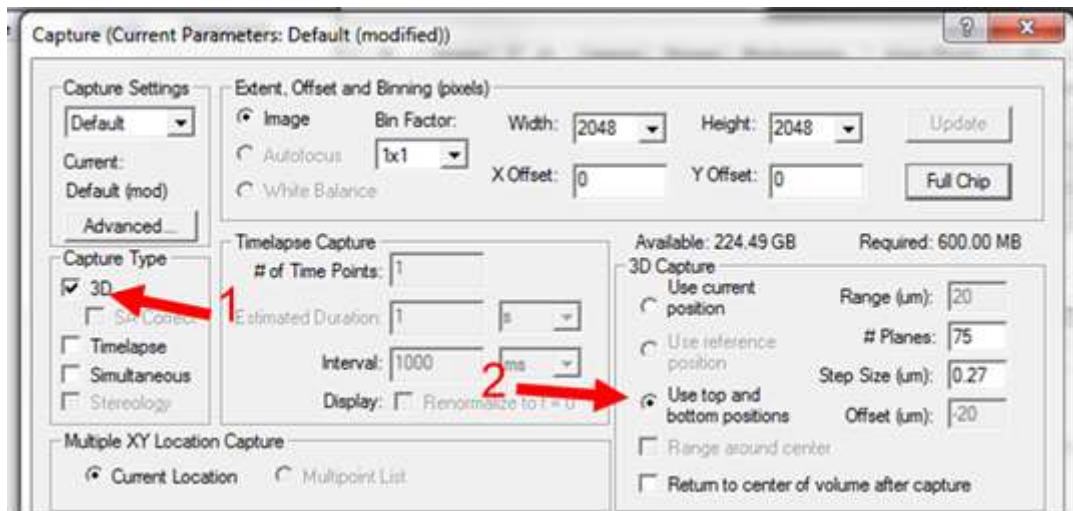 Capture (Current Parameters: Default (modified))
Capture Settings
Default
Current:
Default (mod)
Advanced...
Extent, Offset and Binning (pixels)
Image
Bin Factor:
Width: 2048
Height: 2048
Update
Autofocus
1x1
White Balance
X Offset: 0
Y Offset: 0
Full Chip
Capture Type
3D
1
SA Correct
Timelapse
Simultaneous
Stereology
Timelapse Capture
# of Time Points: 1
Estimated Duration: 1 s
Interval: 1000 ms
2
Display: Renormalize to t = 0
Available: 224.49 GB
Required: 600.00 MB
3D Capture
Use current
position
Range (um): 20
Use reference
position
# Planes: 75
Step Size (um): 0.27
Use top and
bottom positions
Offset (um): -20
Range around center
Return to center of volume after capture
Multiple XY Location Capture
Current Location
Multipoint List